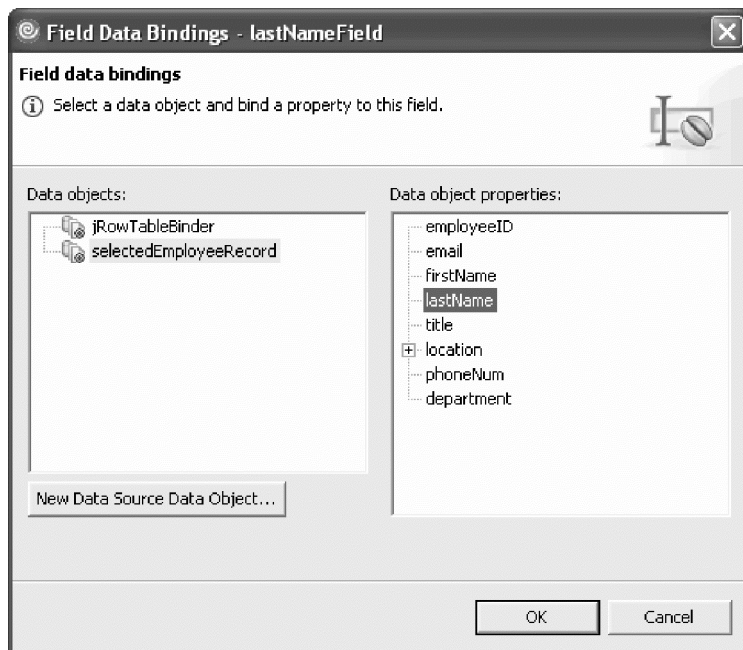 Field Data Bindings - lastNameField
Field data bindings
Select a data object and bind a property to this field.
Data objects:
jRowTableBinder
selectedEmployeeRecord
New Data Source Data Object...
Data object properties:
employeeID
email
firstName
lastName
title
location
phoneNum
department
OK
Cancel